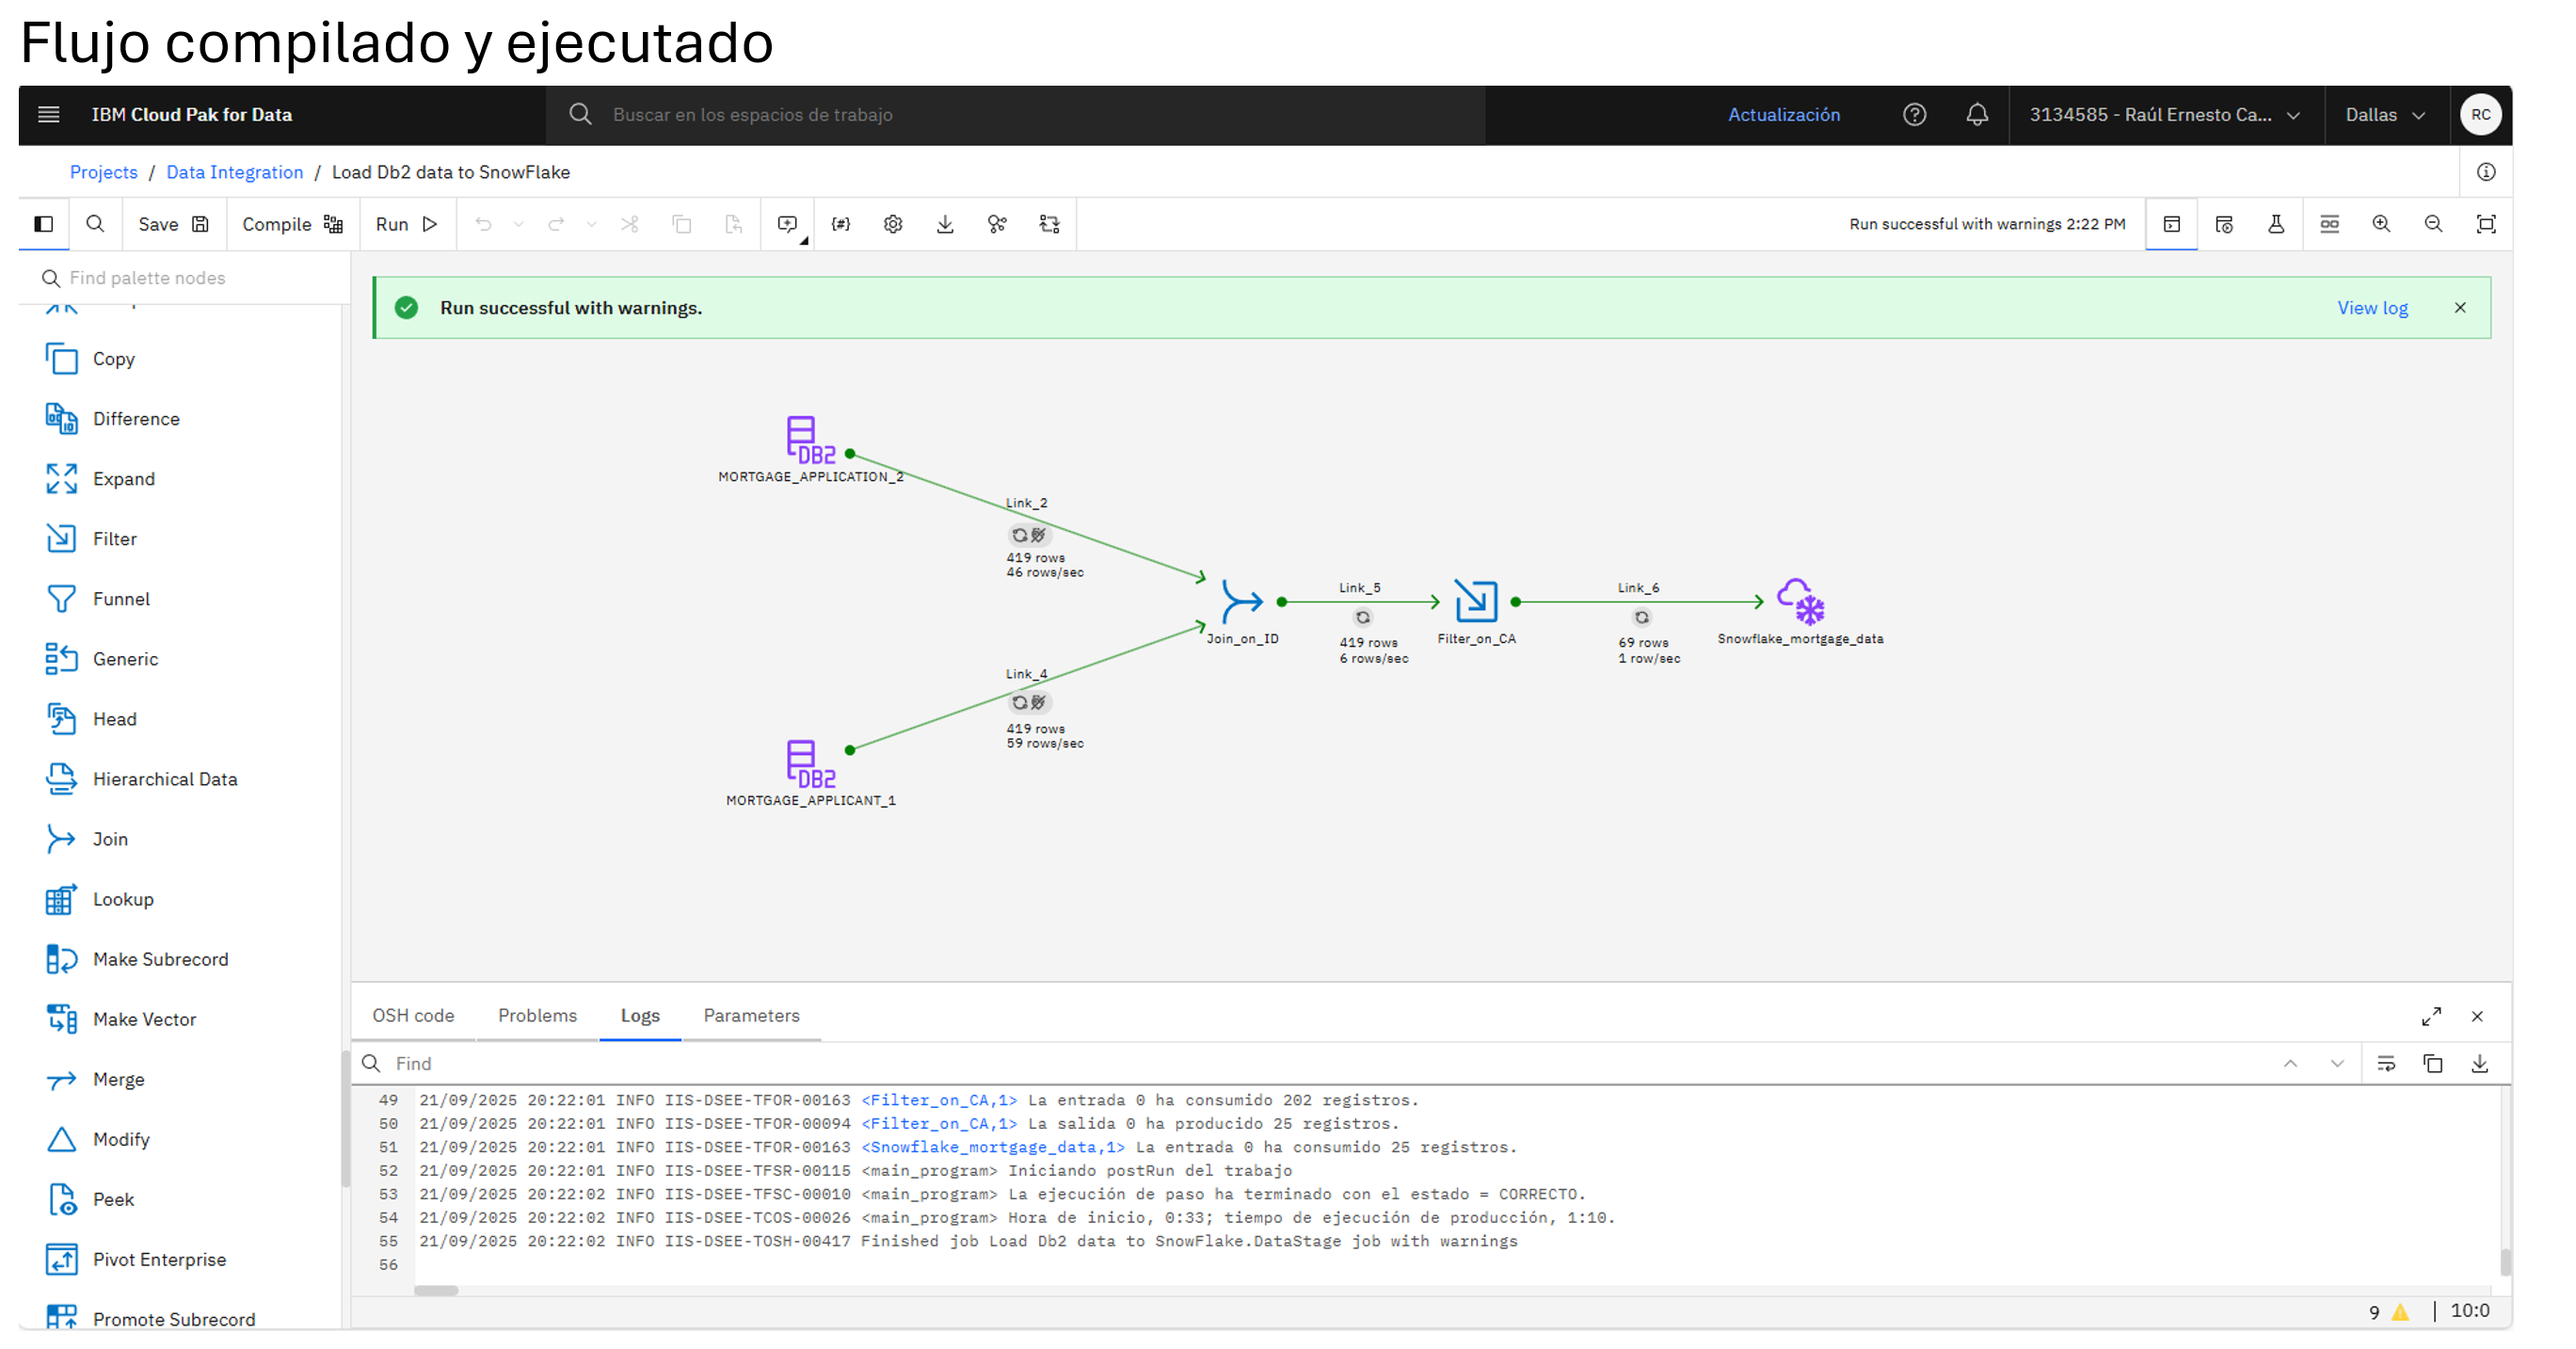 Flujo compilado y ejecutado
IBM Cloud Pak for Data
Buscar en los espacios de trabajo
Actualización
3134585 - Raúl Ernesto Ca...
Dallas
RC
Projects / Data Integration / Load Db2 data to SnowFlake
Save
Compile
Run
Run successful with warnings 2:22 PM
Find palette nodes
Copy
Difference
Expand
Filter
Funnel
Generic
Head
Hierarchical Data
Join
Lookup
Make Subrecord
Make Vector
Merge
Modify
Peek
Pivot Enterprise
Promote Subrecord
Run successful with warnings.
View log
DB2
MORTGAGE_APPLICATION_2
Link_2
419 rows
46 rows/sec
Join_on_ID
Link_5
419 rows
6 rows/sec
Filter_on_CA
Link_6
69 rows
1 row/sec
Snowflake_mortgage_data
Link_4
419 rows
59 rows/sec
DB2
MORTGAGE_APPLICANT_1
OSH code
Problems
Logs
Parameters
Find
49 21/09/2025 20:22:01 INFO IIS-DSEE-TFOR-00163 <Filter_on_CA,1> La entrada 0 ha consumido 202 registros.
50 21/09/2025 20:22:01 INFO IIS-DSEE-TFOR-00094 <Filter_on_CA,1> La salida 0 ha producido 25 registros.
51 21/09/2025 20:22:01 INFO IIS-DSEE-TFOR-00163 <Snowflake_mortgage_data,1> La entrada 0 ha consumido 25 registros.
52 21/09/2025 20:22:01 INFO IIS-DSEE-TFSR-00115 <main_program> Iniciando postRun del trabajo
53 21/09/2025 20:22:02 INFO IIS-DSEE-TFSC-00010 <main_program> La ejecución de paso ha terminado con el estado = CORRECTO.
54 21/09/2025 20:22:02 INFO IIS-DSEE-TCOS-00026 <main_program> Hora de inicio, 0:33; tiempo de ejecución de producción, 1:10.
55 21/09/2025 20:22:02 INFO IIS-DSEE-TOSH-00417 Finished job Load Db2 data to SnowFlake.DataStage job with warnings
56
9
10:0